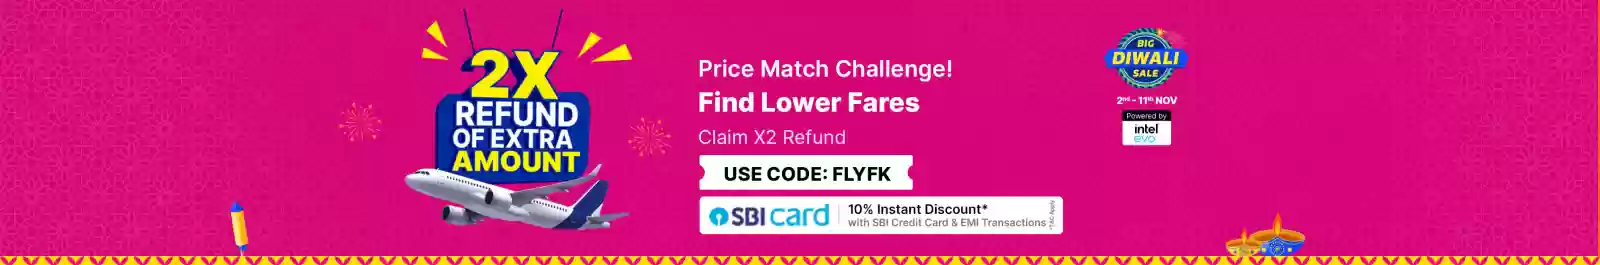 2X
REFUND
OF EXTRA
AMOUNT
Price Match Challenge!
Find Lower Fares
Claim X2 Refund
USE CODE: FLYFK
SBI card
10% Instant Discount*
with SBI Credit Card & EMI Transactions
*T&C Apply
BIG
DIWALI
SALE
2nd - 11th NOV
Powered by
intel
evo